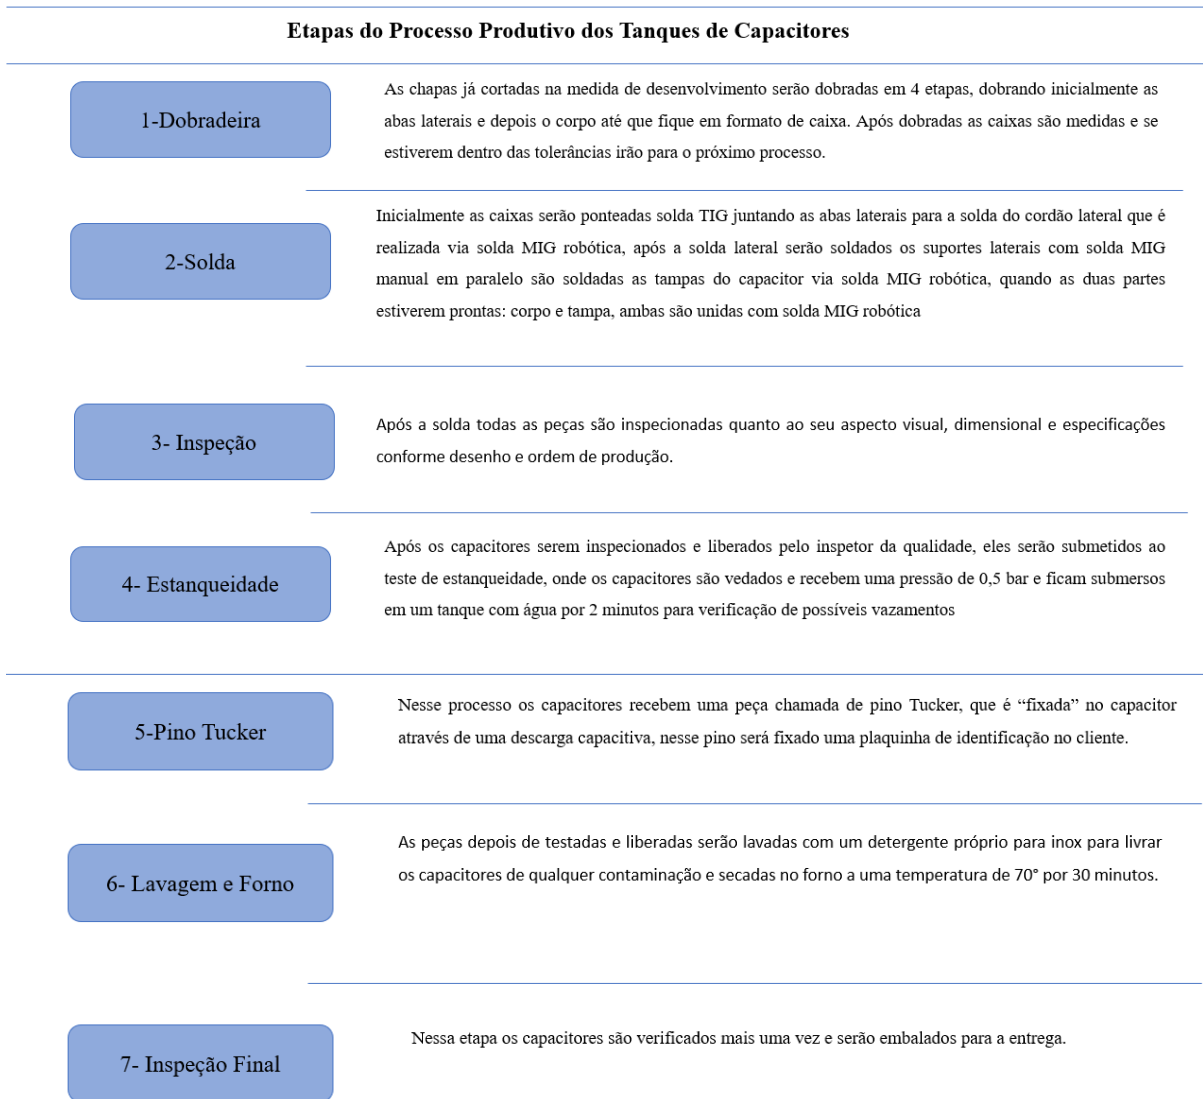 Etapas do Processo Produtivo dos Tanques de Capacitores
1-Dobradeira
As chapas já cortadas na medida de desenvolvimento serão dobradas em 4 etapas, dobrando inicialmente as
abas laterais e depois o corpo até que fique em formato de caixa. Após dobradas as caixas são medidas e se
estiverem dentro das tolerâncias irão para o próximo processo.
2-Solda
Inicialmente as caixas serão ponteadas solda TIG juntando as abas laterais para a solda do cordão lateral que é
realizada via solda MIG robótica, após a solda lateral serão soldados os suportes laterais com solda MIG
manual em paralelo são soldadas as tampas do capacitor via solda MIG robótica, quando as duas partes
estiverem prontas: corpo e tampa, ambas são unidas com solda MIG robótica
3- Inspeção
Após a solda todas as peças são inspecionadas quanto ao seu aspecto visual, dimensional e especificações
conforme desenho e ordem de produção.
4- Estanqueidade
Após os capacitores serem inspecionados e liberados pelo inspetor da qualidade, eles serão submetidos ao
teste de estanqueidade, onde os capacitores são vedados e recebem uma pressão de 0,5 bar e ficam submersos
em um tanque com água por 2 minutos para verificação de possíveis vazamentos
5-Pino Tucker
Nesse processo os capacitores recebem uma peça chamada de pino Tucker, que é “fixada” no capacitor
através de uma descarga capacitiva, nesse pino será fixado uma plaquinha de identificação no cliente.
6- Lavagem e Forno
As peças depois de testadas e liberadas serão lavadas com um detergente próprio para inox para livrar
os capacitores de qualquer contaminação e secadas no forno a uma temperatura de 70° por 30 minutos.
7- Inspeção Final
Nessa etapa os capacitores são verificados mais uma vez e serão embalados para a entrega.